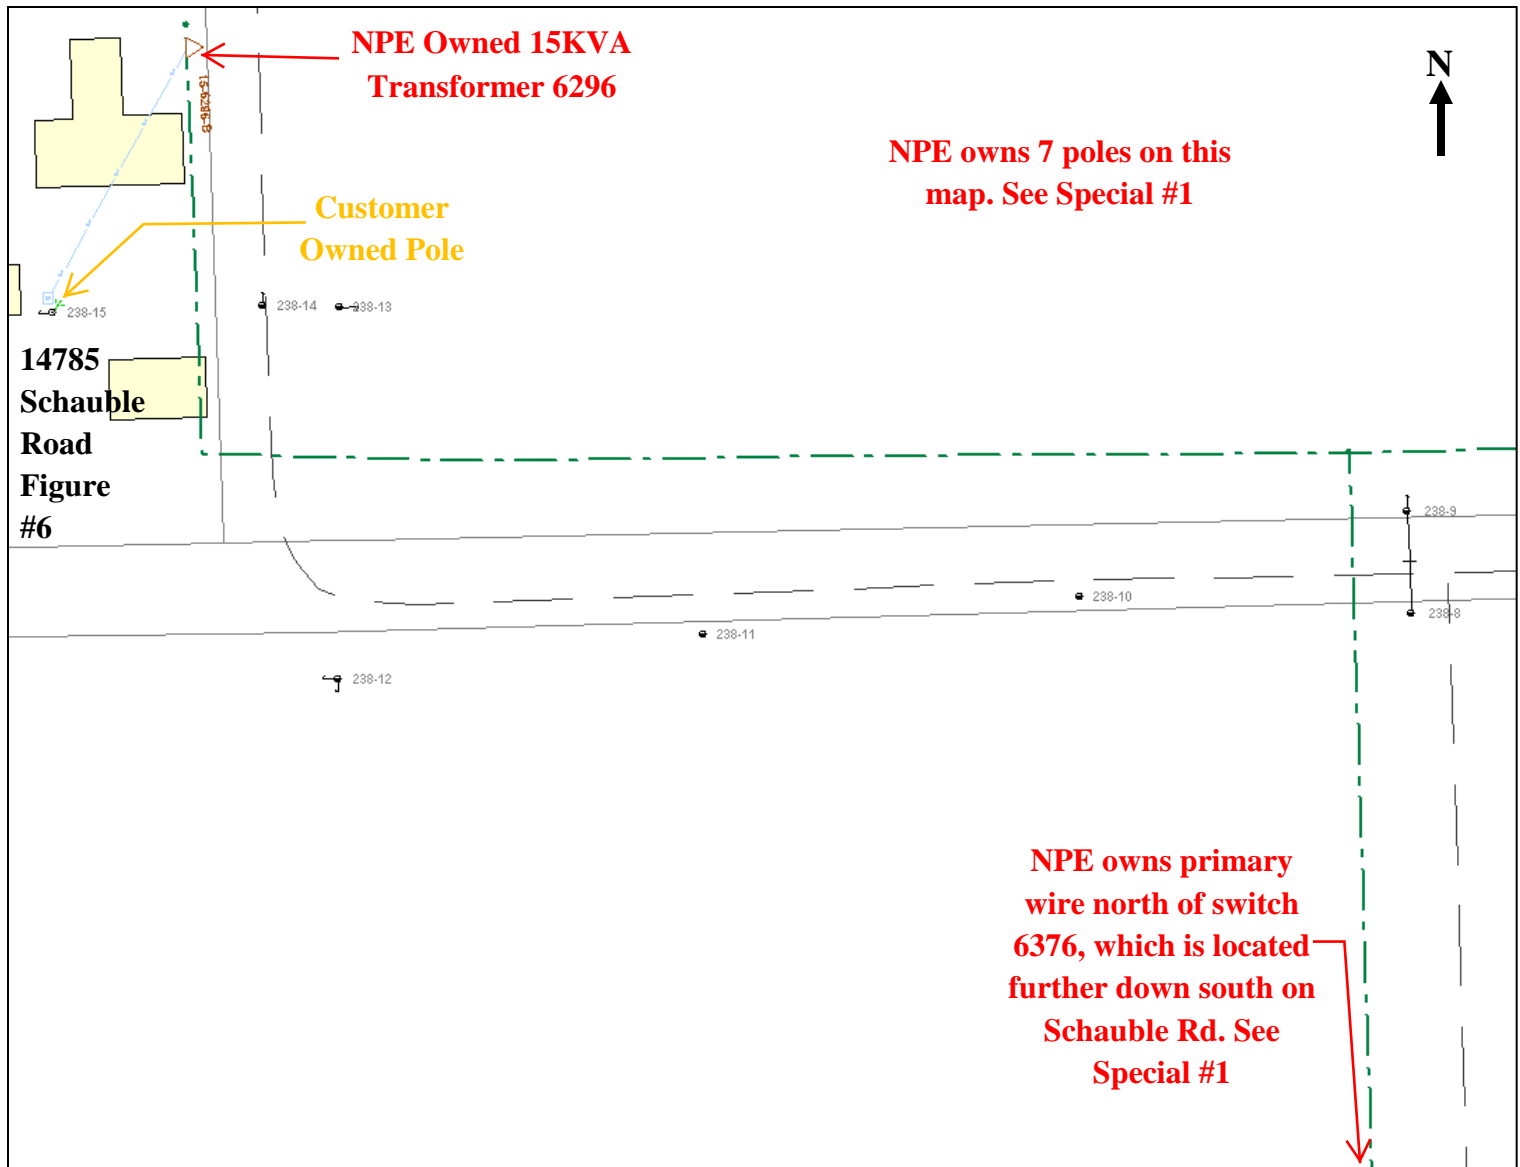 NPE Owned 15KVA
Transformer 6296
N
15-6296-B
NPE owns 7 poles on this
map. See Special #1
Customer
Owned Pole
238-15
238-14
238-13
14785
Schauble
Road
Figure
#6
238-9
238-10
238-8
238-11
238-12
NPE owns primary
wire north of switch
6376, which is located
further down south on
Schauble Rd. See
Special #1